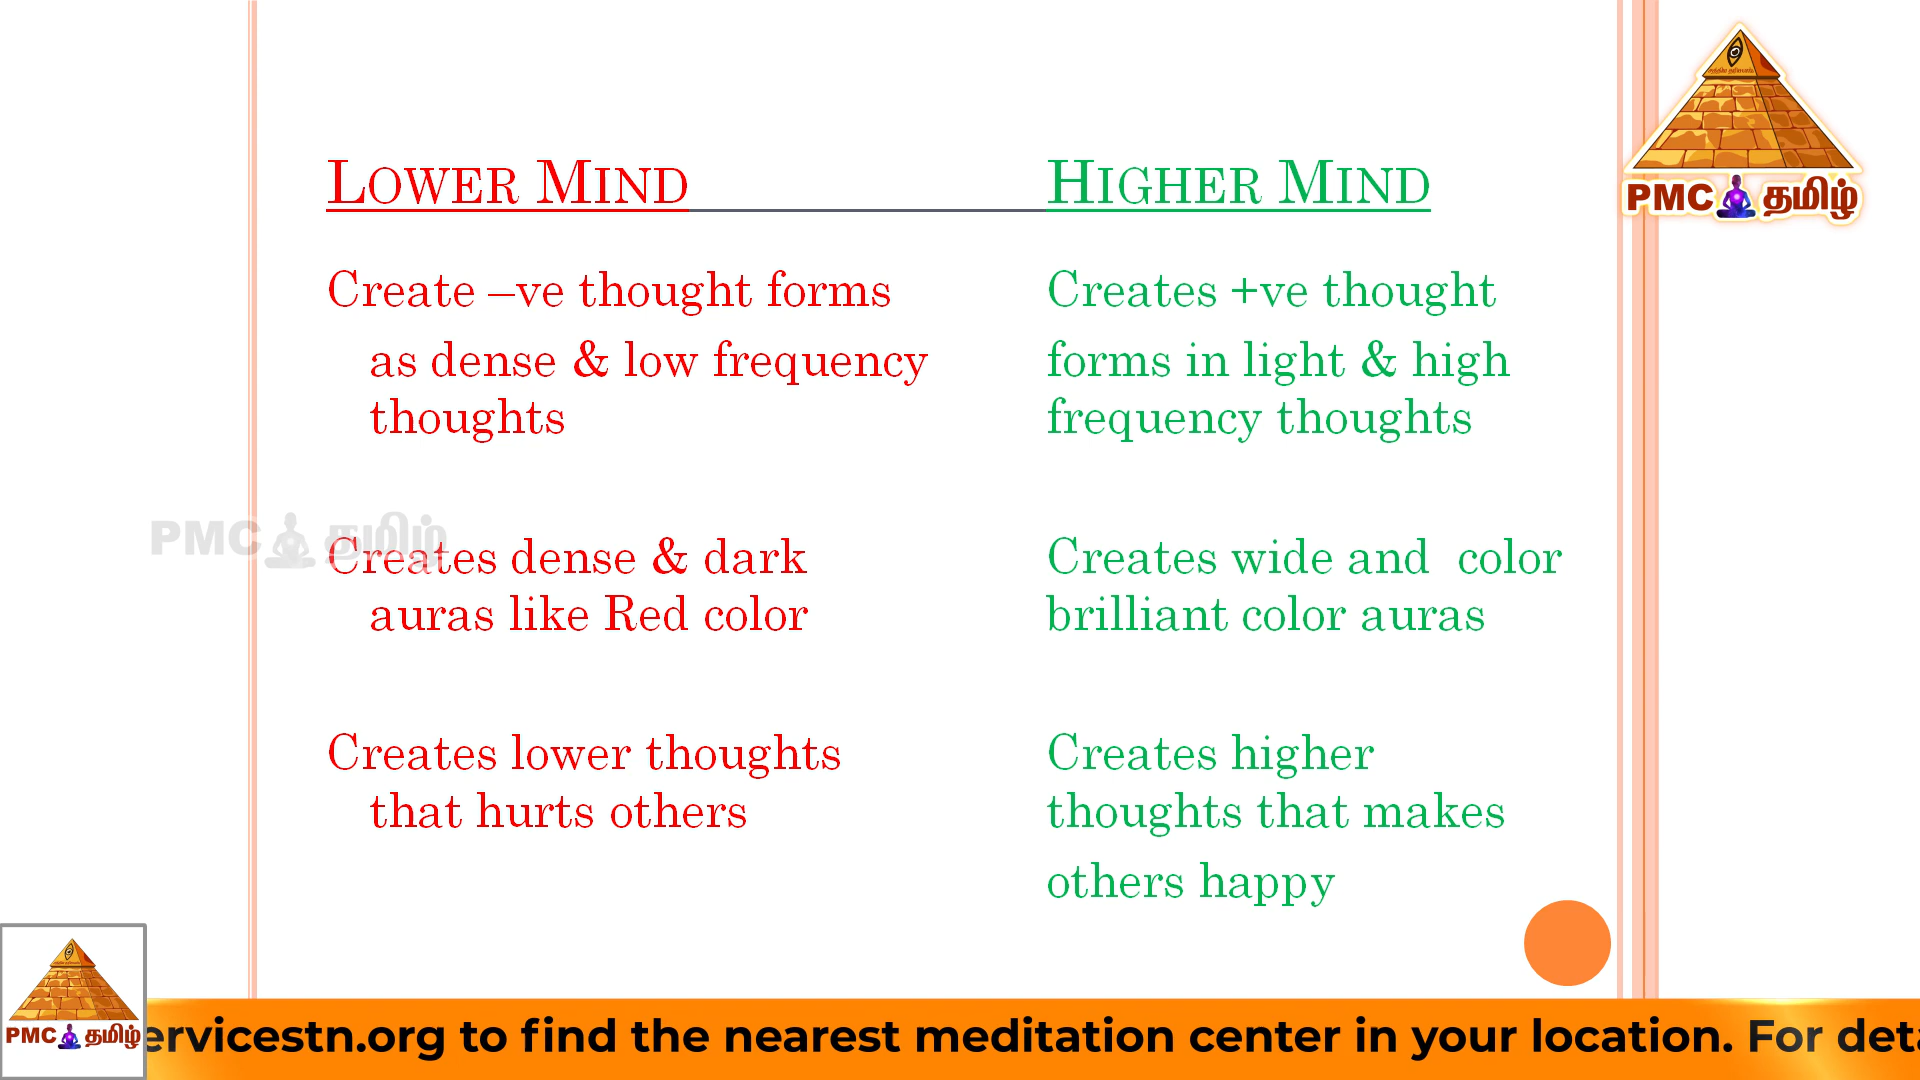 LOWER MIND HIGHER MIND
Create –ve thought forms
as dense & low frequency
thoughts
Creates +ve thought
forms in light & high
frequency thoughts
Creates dense & dark
auras like Red color
Creates wide and color
brilliant color auras
Creates lower thoughts
that hurts others
Creates higher
thoughts that makes
others happy
PMC தமிழ்
PMC தமிழ்
PMC தமிழ்
ervicestn.org to find the nearest meditation center in your location. For deta